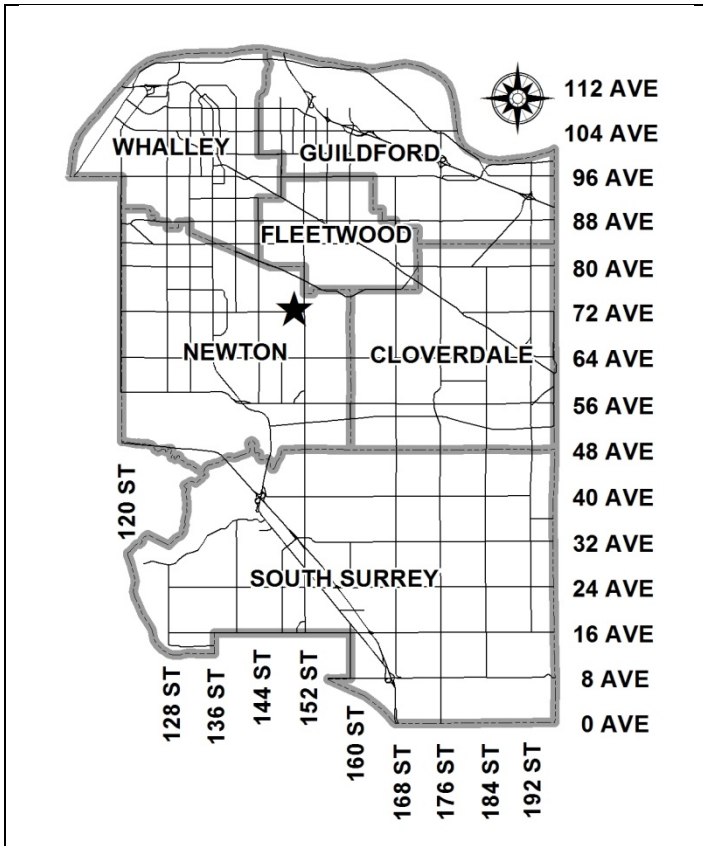 112 AVE
104 AVE
WHALLEY
GUILDFORD
96 AVE
88 AVE
FLEETWOOD
80 AVE
72 AVE
NEWTON
CLOVERDALE
64 AVE
56 AVE
48 AVE
120 ST
40 AVE
32 AVE
SOUTH SURREY
24 AVE
16 AVE
8 AVE
0 AVE
128 ST
136 ST
144 ST
152 ST
160 ST
168 ST
176 ST
184 ST
192 ST